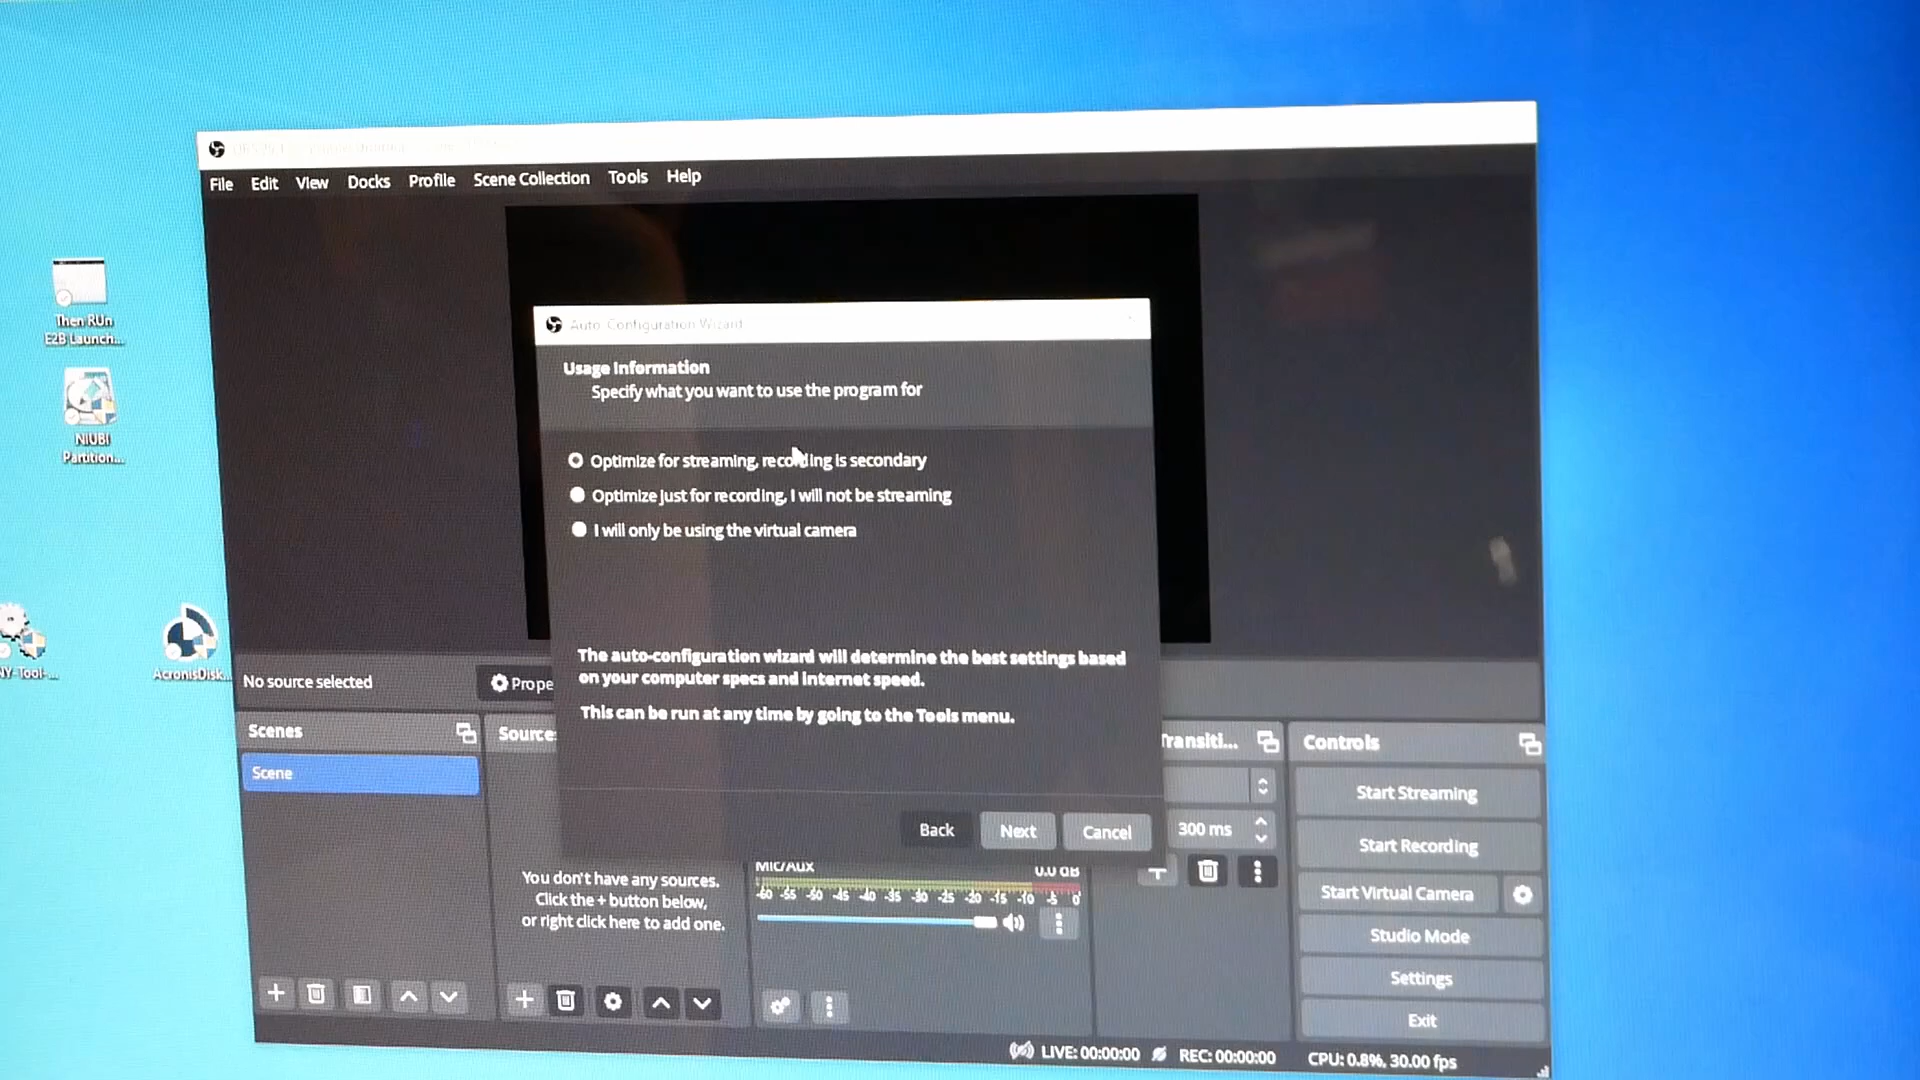 File Edit View Docks Profile Scene Collection Tools Help
Then RUn
E2B Launch...
NIUBI
Partition...
NY-Tool-...
AcronisDisk...
Auto-Configuration Wizard
Usage Information
Specify what you want to use the program for
Optimize for streaming, recording is secondary
Optimize just for recording, I will not be streaming
I will only be using the virtual camera
The auto-configuration wizard will determine the best settings based
on your computer specs and internet speed.
This can be run at any time by going to the Tools menu.
Back Next Cancel
No source selected
Prope
Scenes
Scene
Source
You don't have any sources.
Click the + button below,
or right click here to add one.
Mic/Aux 0.0 dB
-60 -55 -50 -45 -40 -35 -30 -25 -20 -15 -10 -5 0
Transiti...
300 ms
Controls
Start Streaming
Start Recording
Start Virtual Camera
Studio Mode
Settings
Exit
LIVE: 00:00:00 REC: 00:00:00 CPU: 0.8%, 30.00 fps